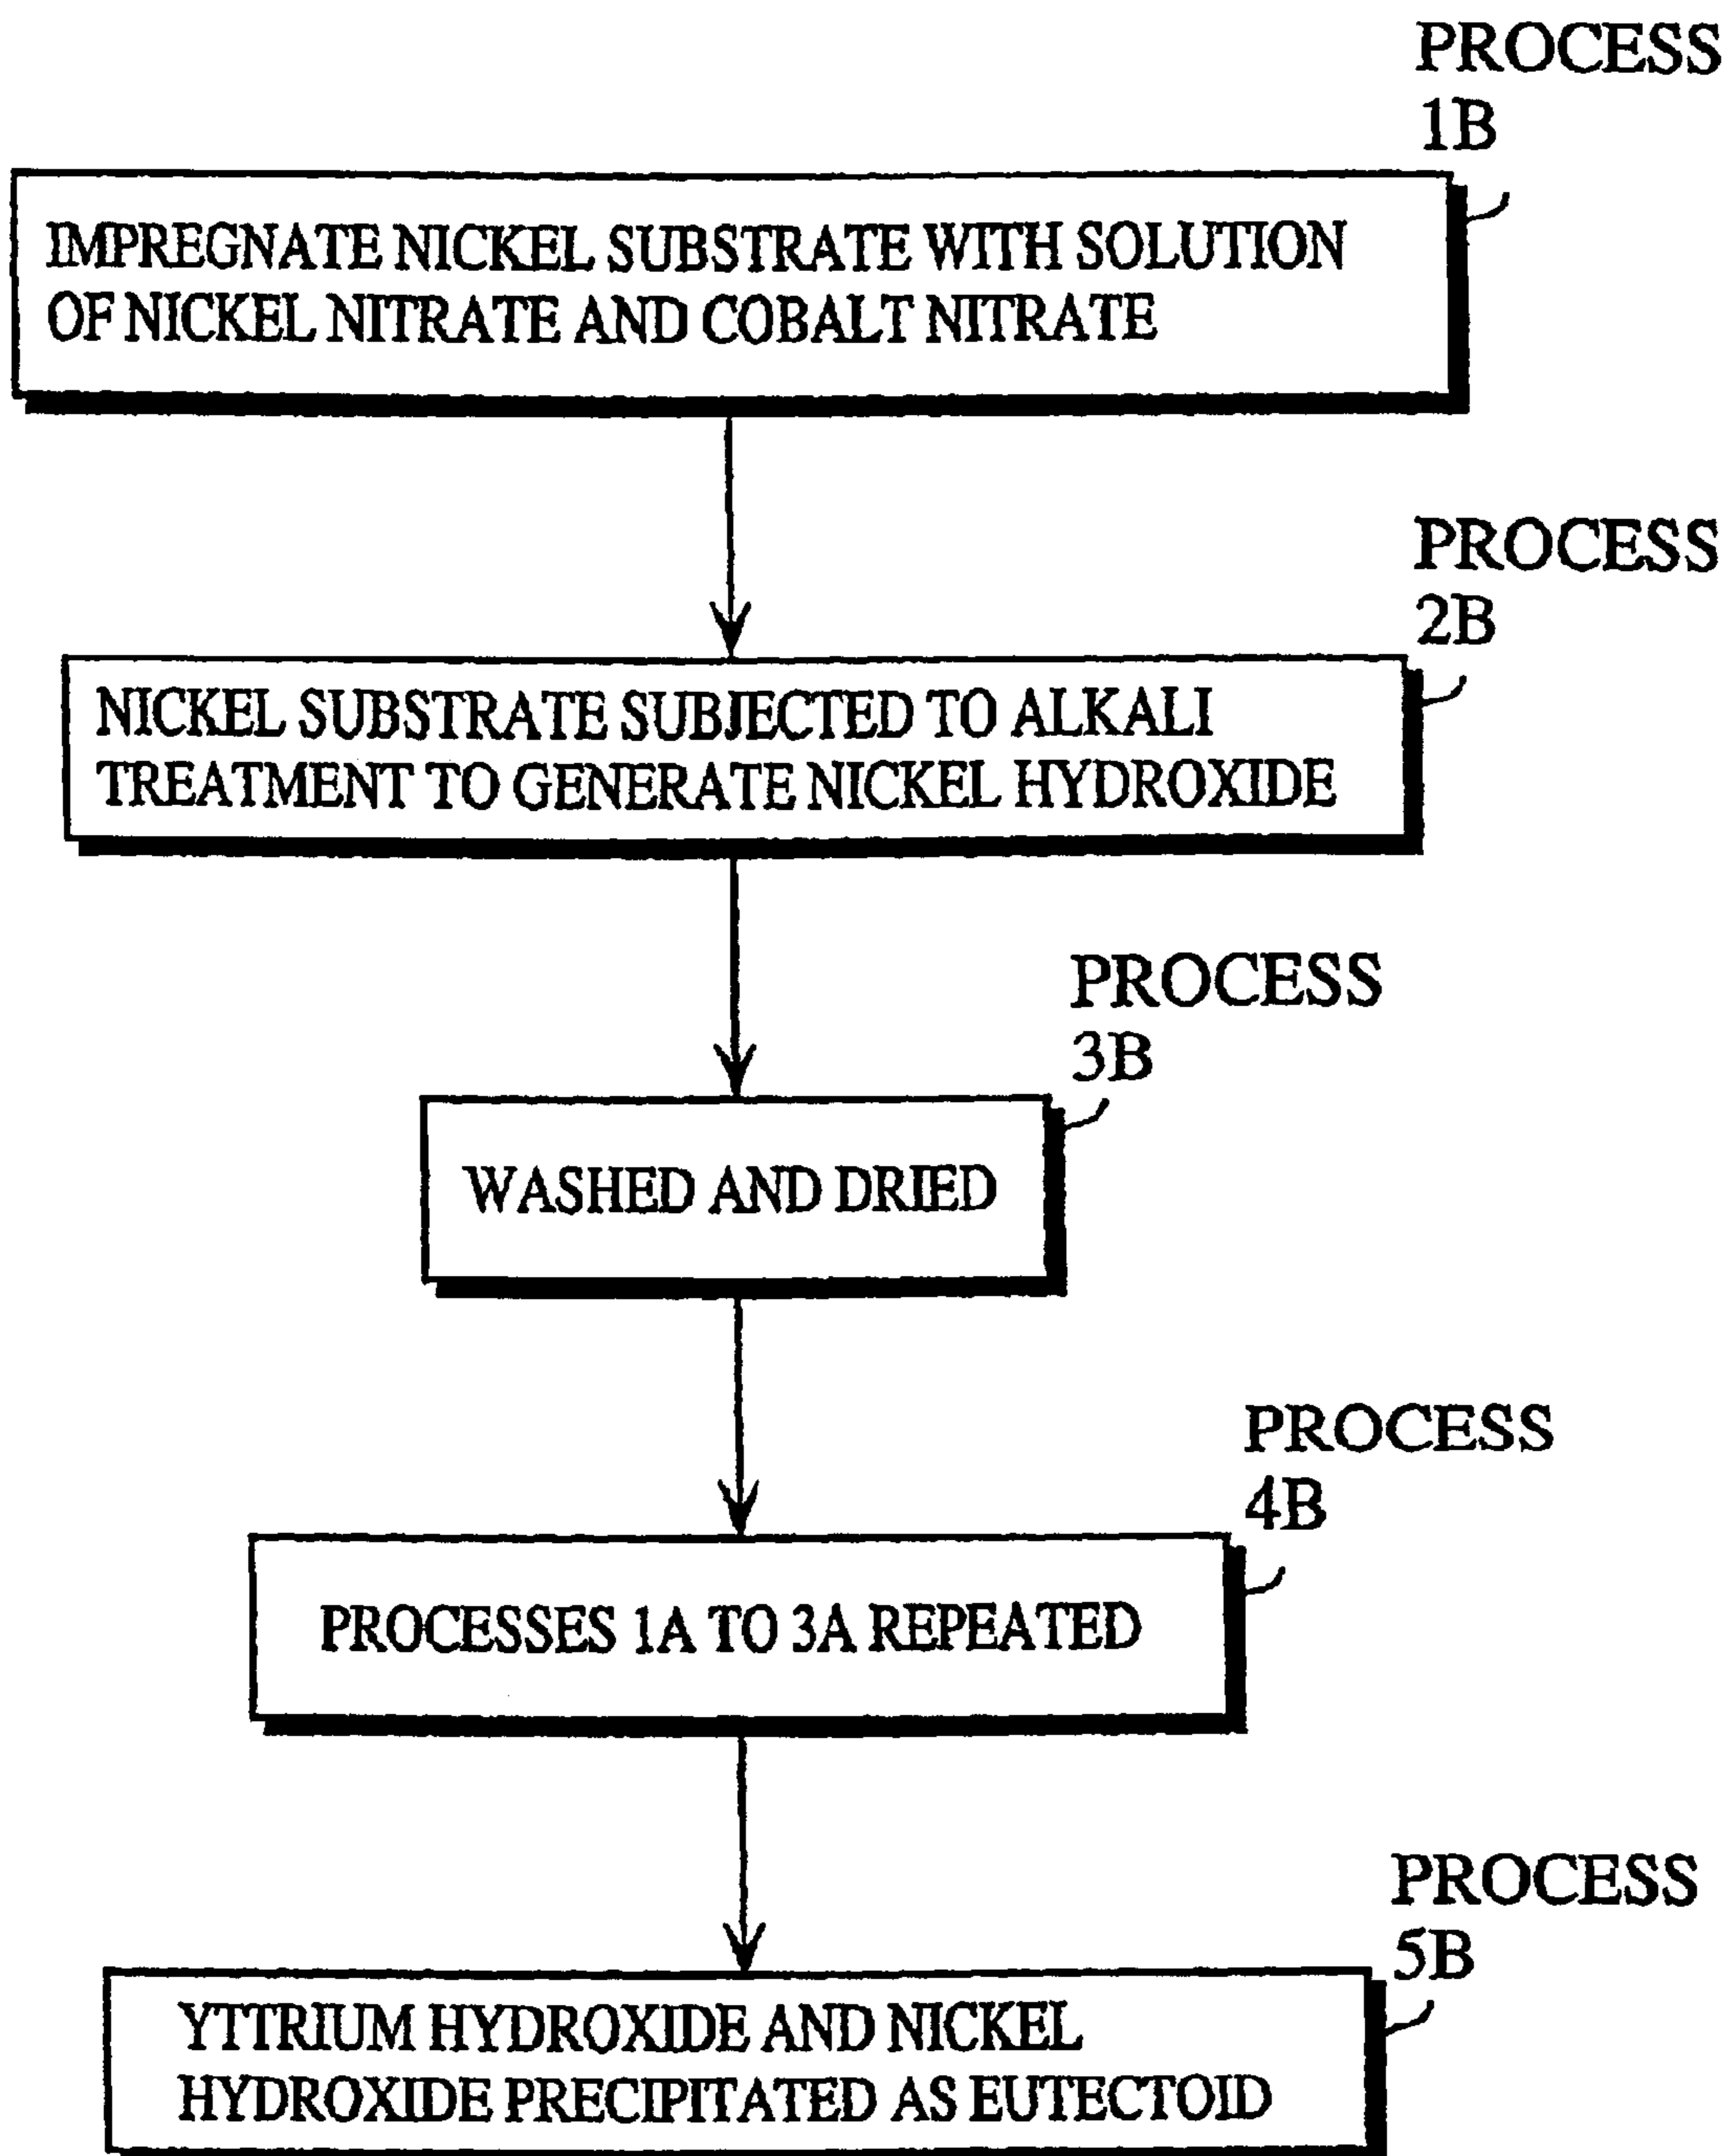 PROCESS
1B
IMPREGNATE NICKEL SUBSTRATE WITH SOLUTION
OF NICKEL NITRATE AND COBALT NITRATE
PROCESS
2B
NICKEL SUBSTRATE SUBJECTED TO ALKALI
TREATMENT TO GENERATE NICKEL HYDROXIDE
PROCESS
3B
WASHED AND DRIED
PROCESS
4B
PROCESSES 1A TO 3A REPEATED
PROCESS
5B
YTTRIUM HYDROXIDE AND NICKEL
HYDROXIDE PRECIPITATED AS EUTECTOID